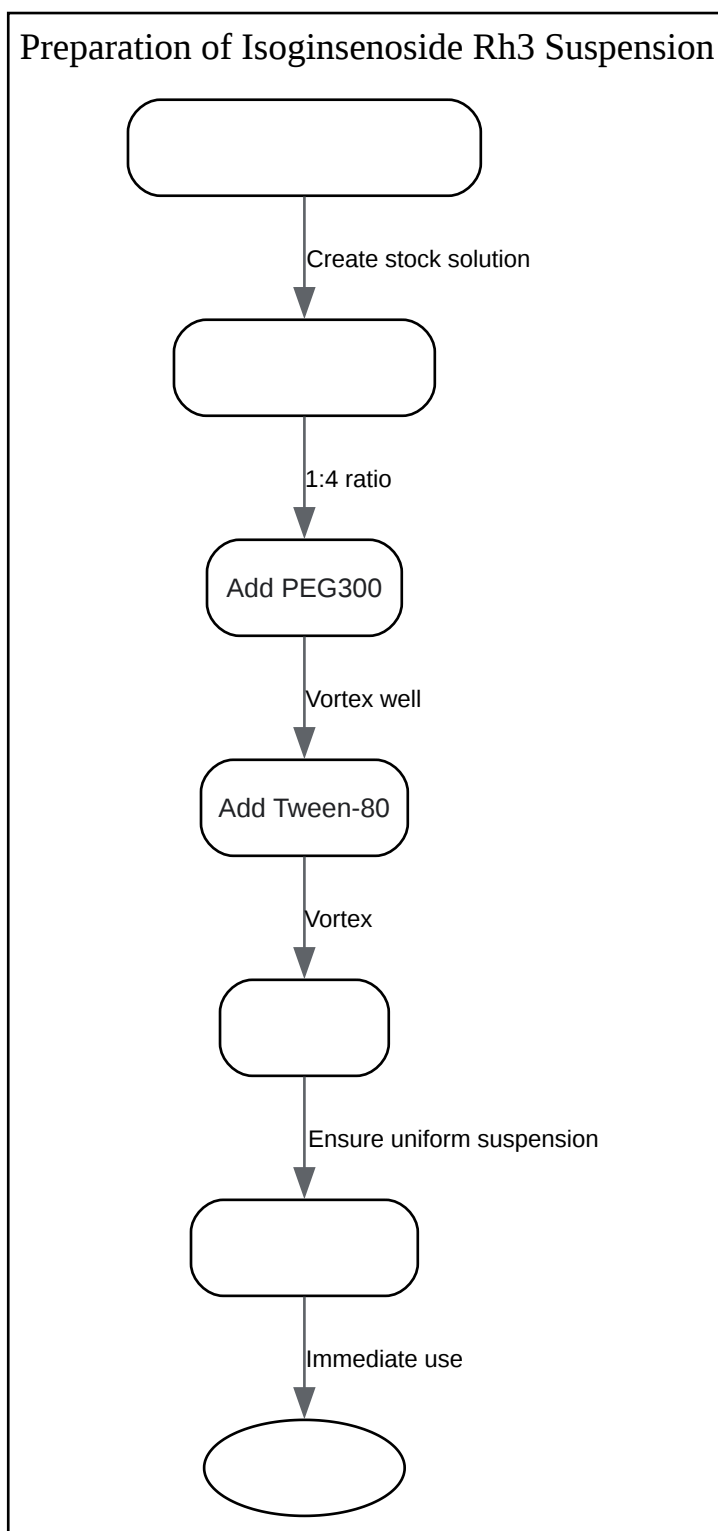 Preparation of Isoginsenoside Rh3 Suspension
Create stock solution
1:4 ratio
Add PEG300
Vortex well
Add Tween-80
Vortex
Ensure uniform suspension
Immediate use